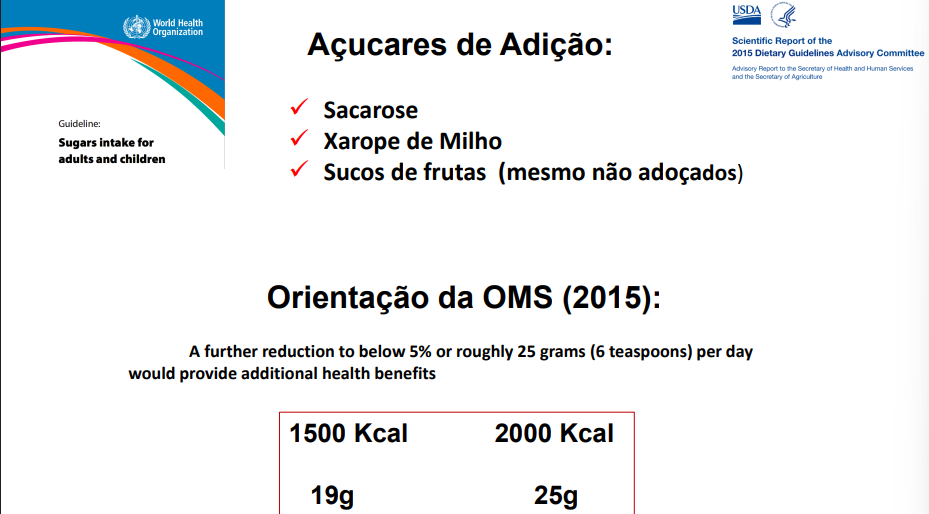 World Health
Organization
Guideline:
Sugars intake for
adults and children
Açucares de Adição:
✓ Sacarose
✓ Xarope de Milho
✓ Sucos de frutas (mesmo não adoçados)
USDA
Scientific Report of the
2015 Dietary Guidelines Advisory Committee
Advisory Report to the Secretary of Health and Human Services
and the Secretary of Agriculture
Orientação da OMS (2015):
A further reduction to below 5% or roughly 25 grams (6 teaspoons) per day
would provide additional health benefits
1500 Kcal 2000 Kcal
19g 25g